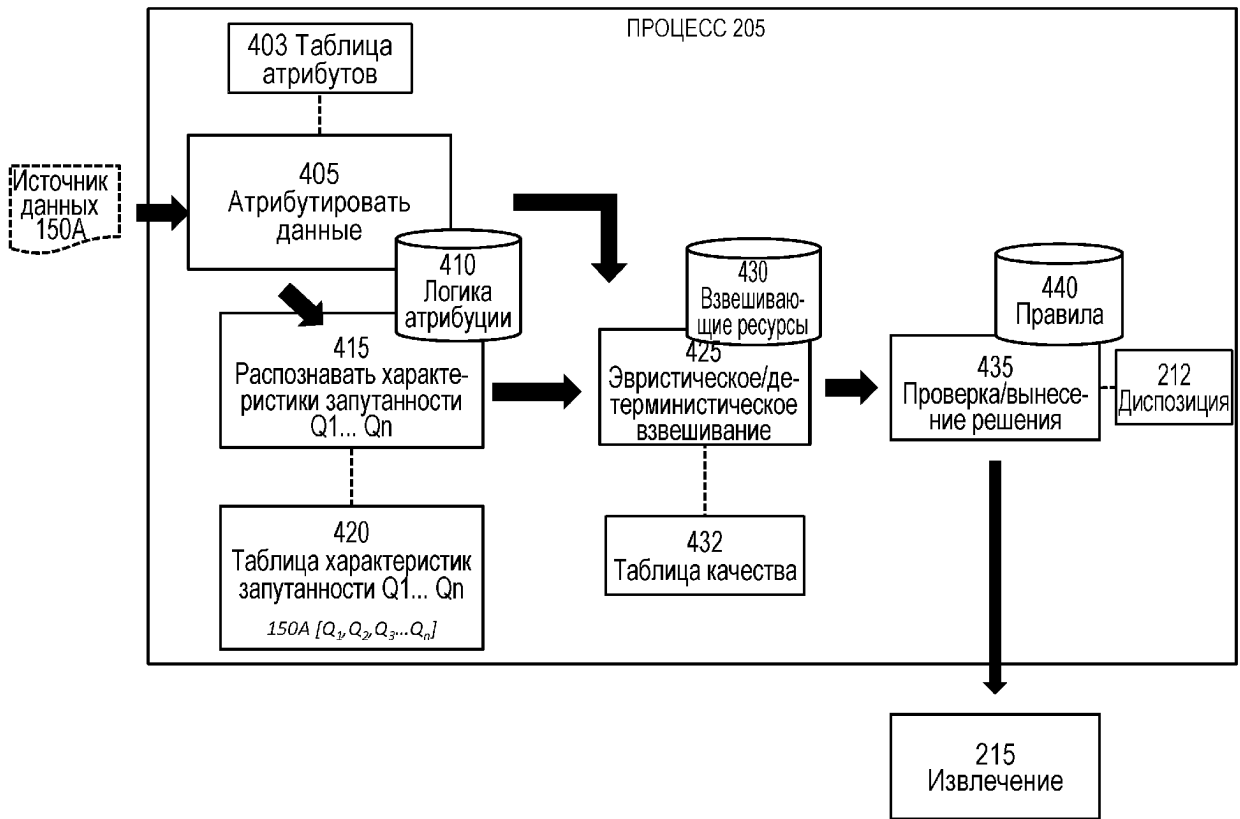 ПРОЦЕСС 205
403 Таблица
атрибутов
Источник
данных
150A
405
Атрибутировать
данные
410
Логика
атрибуции
415
Распознавать характе-
ристики запутанности
Q1... Qn
420
Таблица характеристик
запутанности Q1... Qn
150A [Q1,Q2,Q3...Qn]
430
Взвешиваю-
щие ресурсы
425
Эвристическое/де-
терминистическое
взвешивание
432
Таблица качества
440
Правила
435
Проверка/вынесе-
ние решения
212
Диспозиция
215
Извлечение